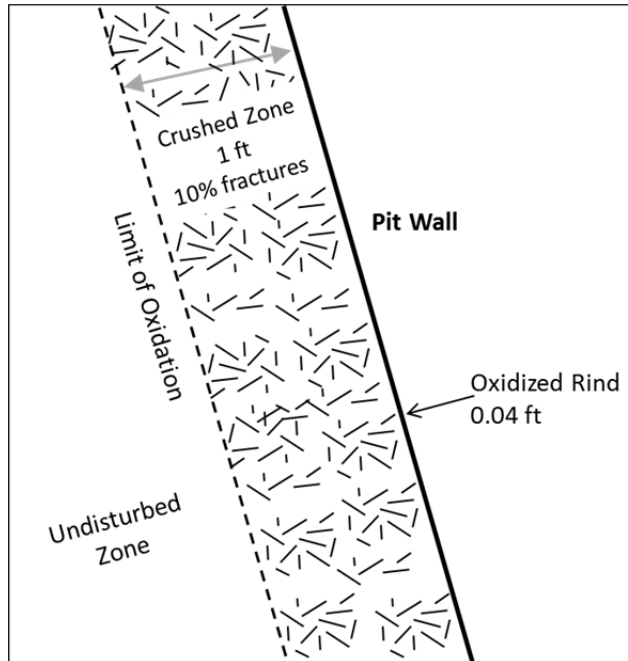 Crushed Zone
1 ft
10% fractures
Pit Wall
Limit of Oxidation
Oxidized Rind
0.04 ft
Undisturbed
Zone